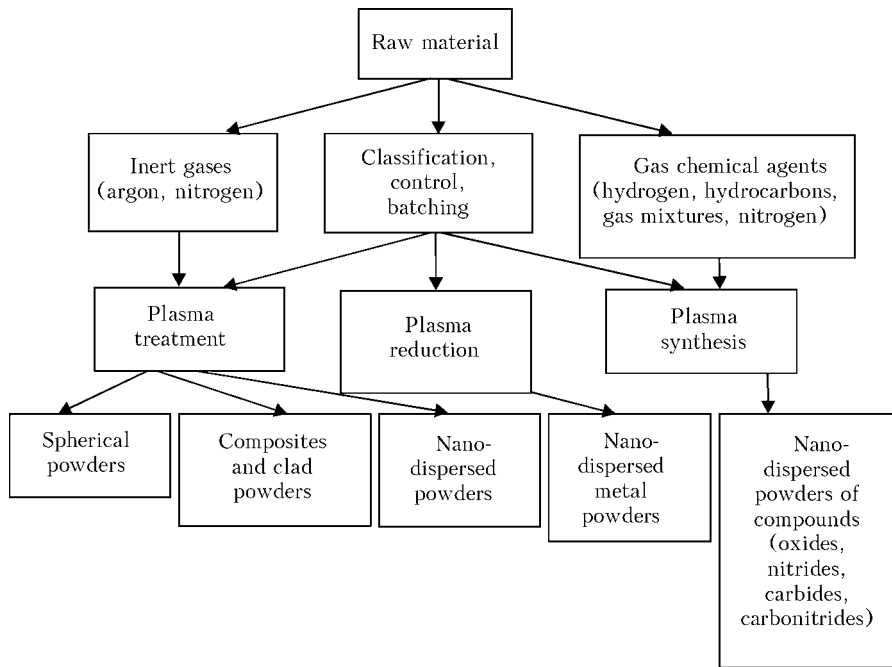 Raw material
Inert gases
(argon, nitrogen)
Classification,
control,
batching
Gas chemical agents
(hydrogen, hydrocarbons,
gas mixtures, nitrogen)
Plasma
treatment
Plasma
reduction
Plasma
synthesis
Spherical
powders
Composites
and clad
powders
Nano-
dispersed
powders
Nano-
dispersed
metal
powders
Nano-
dispersed
powders of
compounds
(oxides,
nitrides,
carbides,
carbonitrides)